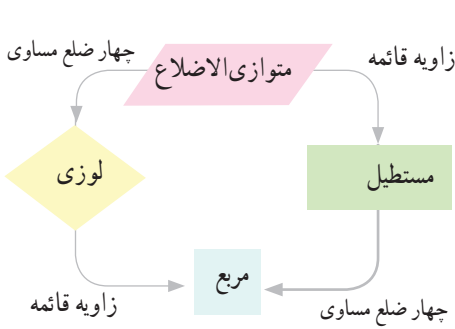 زاویه قائمه
متوازی‌الاضلاع
چهار ضلع مساوی
مستطیل
لوزی
مربع
چهار ضلع مساوی
زاویه قائمه